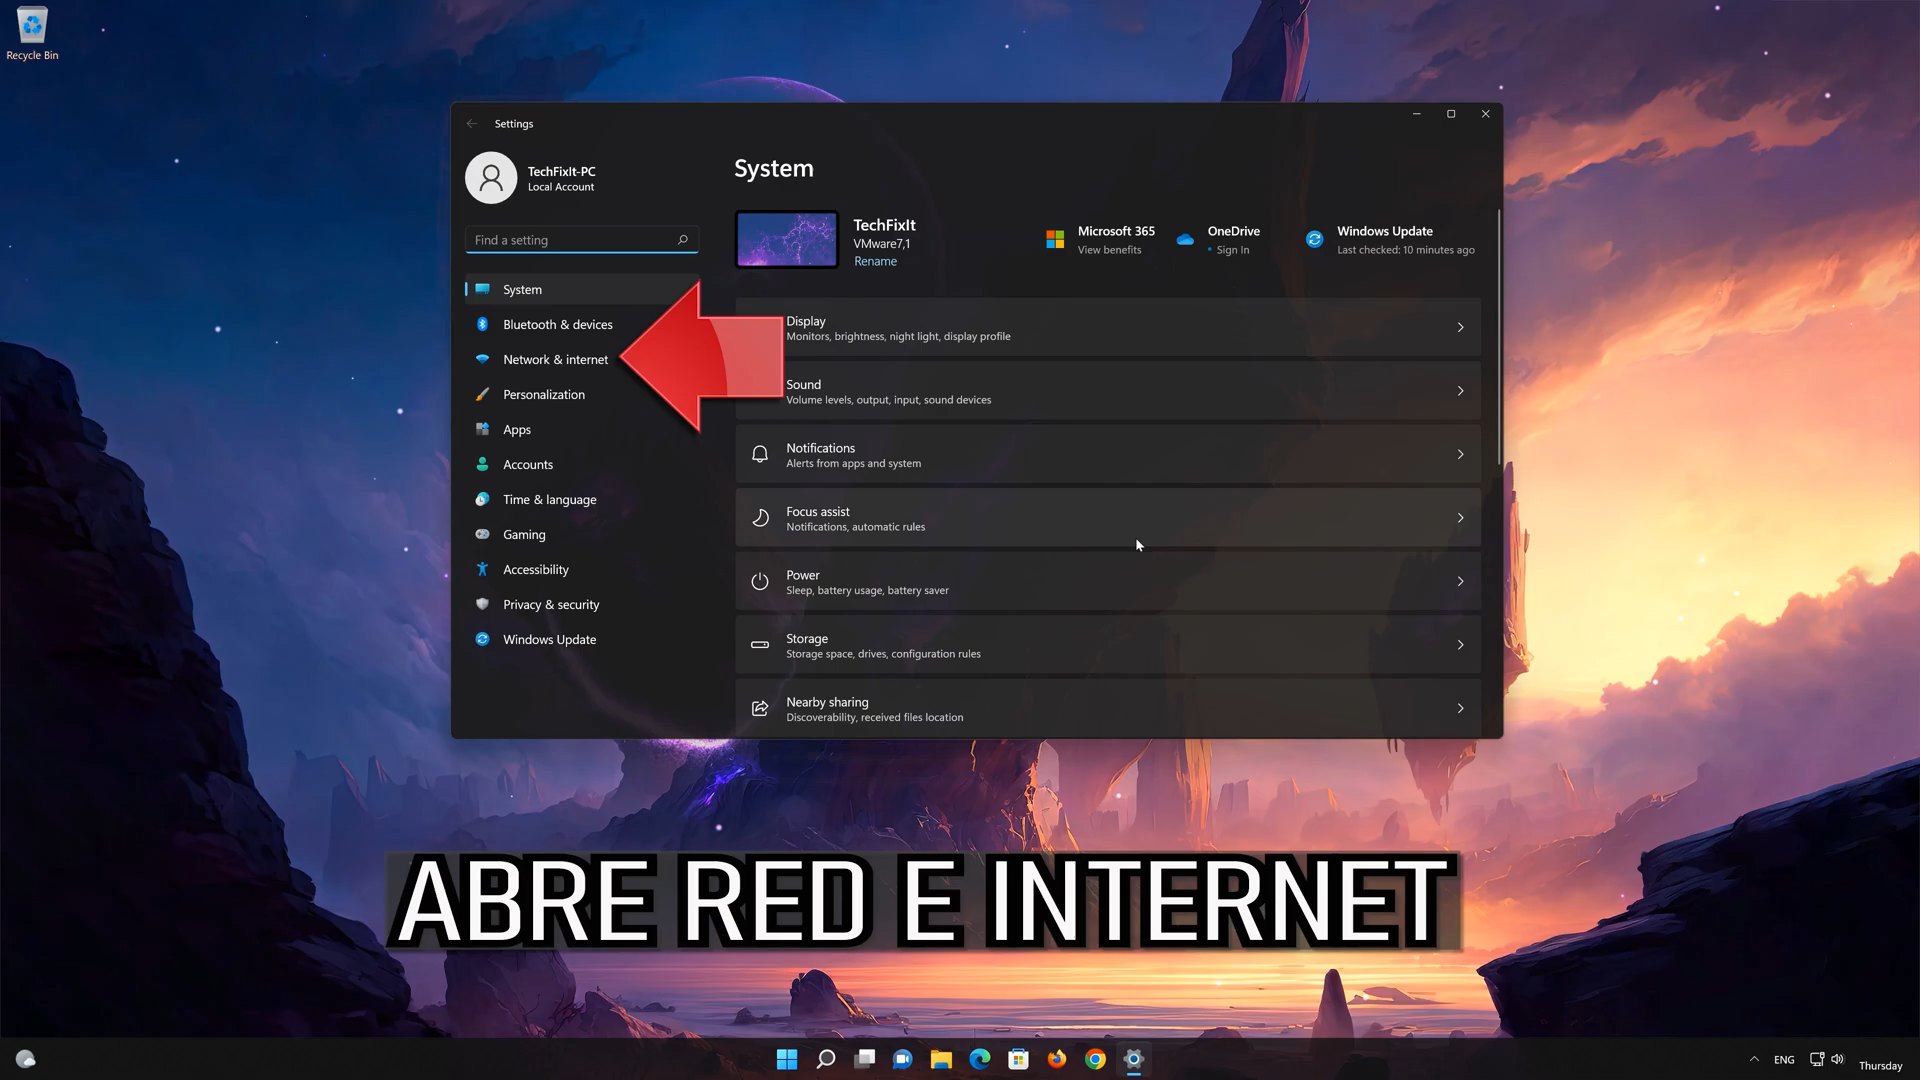 Recycle Bin
Settings
TechFixIt-PC
Local Account
Find a setting
System
Bluetooth & devices
Network & internet
Personalization
Apps
Accounts
Time & language
Gaming
Accessibility
Privacy & security
Windows Update
System
TechFixIt
VMware7,1
Rename
Microsoft 365
View benefits
OneDrive
• Sign In
Windows Update
Last checked: 10 minutes ago
Display
Monitors, brightness, night light, display profile
Sound
Volume levels, output, input, sound devices
Notifications
Alerts from apps and system
Focus assist
Notifications, automatic rules
Power
Sleep, battery usage, battery saver
Storage
Storage space, drives, configuration rules
Nearby sharing
Discoverability, received files location
ABRE RED E INTERNET
ENG
Thursday